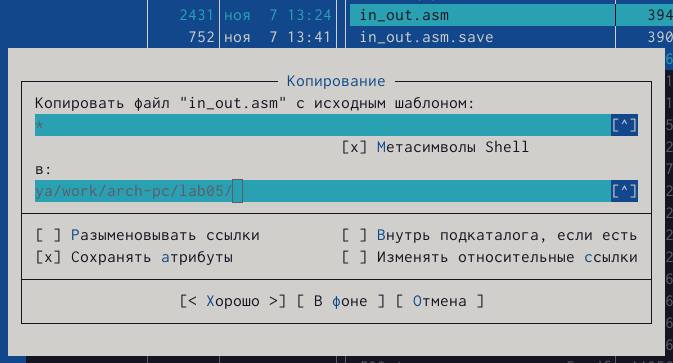 2431 ноя 7 13:24 in_out.asm 394
752 ноя 7 13:41 in_out.asm.save 390
Копирование
Копировать файл "in_out.asm" с исходным шаблоном:
* [^]
[x] Метасимволы Shell
в:
ya/work/arch-pc/lab05/ [^]
[ ] Разыменовывать ссылки [ ] Внутрь подкаталога, если есть
[x] Сохранять атрибуты [ ] Изменять относительные ссылки
[< Хорошо >] [ В фоне ] [ Отмена ]